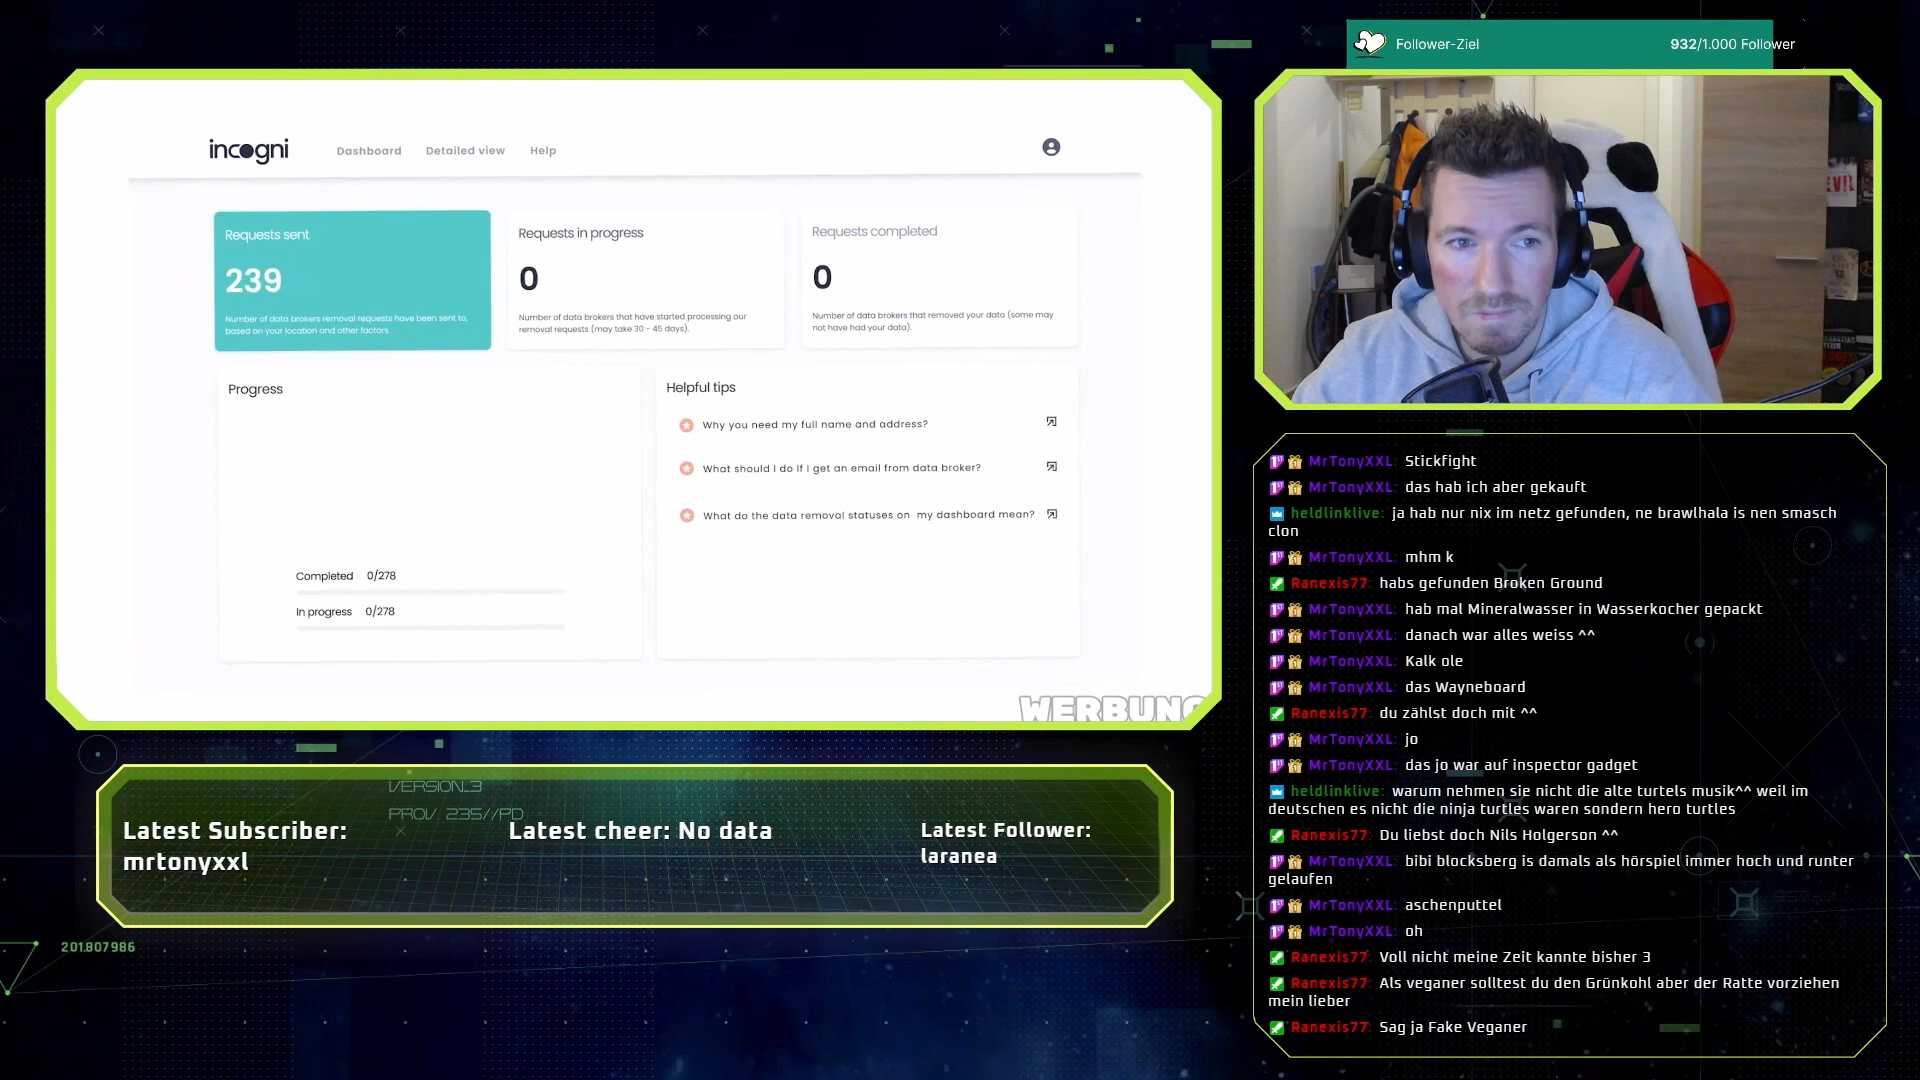 Follower-Ziel
932/1.000 Follower
incogni
Dashboard
Detailed view
Help
Requests sent
239
Number of data brokers removal requests have been sent to,
based on your location and other factors.
Requests in progress
0
Number of data brokers that have started processing our
removal requests (may take 30 - 45 days).
Requests completed
0
Number of data brokers that removed your data (some may
not have had your data).
Progress
Completed 0/278
In progress 0/278
Helpful tips
Why you need my full name and address?
What should I do If I get an email from data broker?
What do the data removal statuses on my dashboard mean?
WERBUNG
VERSION_3
PROV. 235//PD
Latest Subscriber:
mrtonyxxl
Latest cheer: No data
Latest Follower:
laranea
201.807986
MrTonyXXL: Stickfight
MrTonyXXL: das hab ich aber gekauft
heldlinklive: ja hab nur nix im netz gefunden, ne brawlhala is nen smasch
clon
MrTonyXXL: mhm k
Ranexis77: habs gefunden Broken Ground
MrTonyXXL: hab mal Mineralwasser in Wasserkocher gepackt
MrTonyXXL: danach war alles weiss ^^
MrTonyXXL: Kalk ole
MrTonyXXL: das Wayneboard
Ranexis77: du zählst doch mit ^^
MrTonyXXL: jo
MrTonyXXL: das jo war auf inspector gadget
heldlinklive: warum nehmen sie nicht die alte turtels musik^^ weil im
deutschen es nicht die ninja turtles waren sondern hero turtles
Ranexis77: Du liebst doch Nils Holgerson ^^
MrTonyXXL: bibi blocksberg is damals als hörspiel immer hoch und runter
gelaufen
MrTonyXXL: aschenputtel
MrTonyXXL: oh
Ranexis77: Voll nicht meine Zeit kannte bisher 3
Ranexis77: Als veganer solltest du den Grünkohl aber der Ratte vorziehen
mein lieber
Ranexis77: Sag ja Fake Veganer